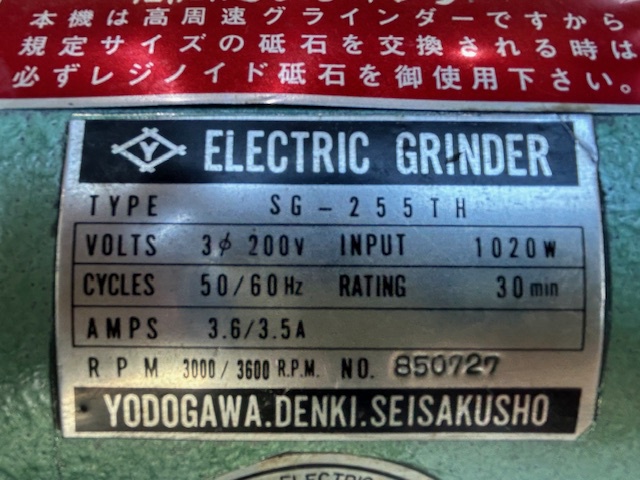 本機は高周速グラインダーですから
規定サイズの砥石を交換される時は
必ずレジノイド砥石を御使用下さい。
Y ELECTRIC GRINDER
TYPE SG-255TH
VOLTS 3φ 200V INPUT 1020W
CYCLES 50/60Hz RATING 30min
AMPS 3.6/3.5A
RPM 3000/3600 R.P.M. NO. 850727
YODOGAWA.DENKI.SEISAKUSHO
ELECTRIC